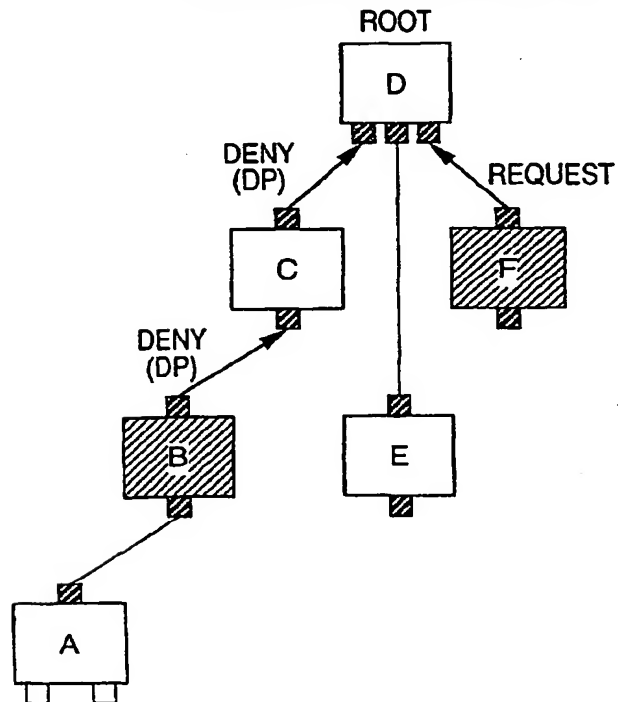 ROOT
D
DENY
(DP)
REQUEST
C
F
DENY
(DP)
B
E
A